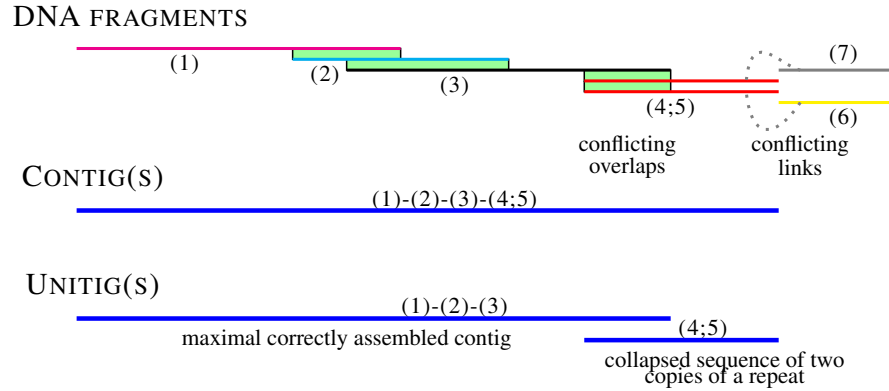 DNA FRAGMENTS
(1)
(2)
(3)
(4;5)
(7)
(6)
conflicting
overlaps
conflicting
links
CONTIG(S)
(1)-(2)-(3)-(4;5)
UNITIG(S)
(1)-(2)-(3)
maximal correctly assembled contig
(4;5)
collapsed sequence of two
copies of a repeat